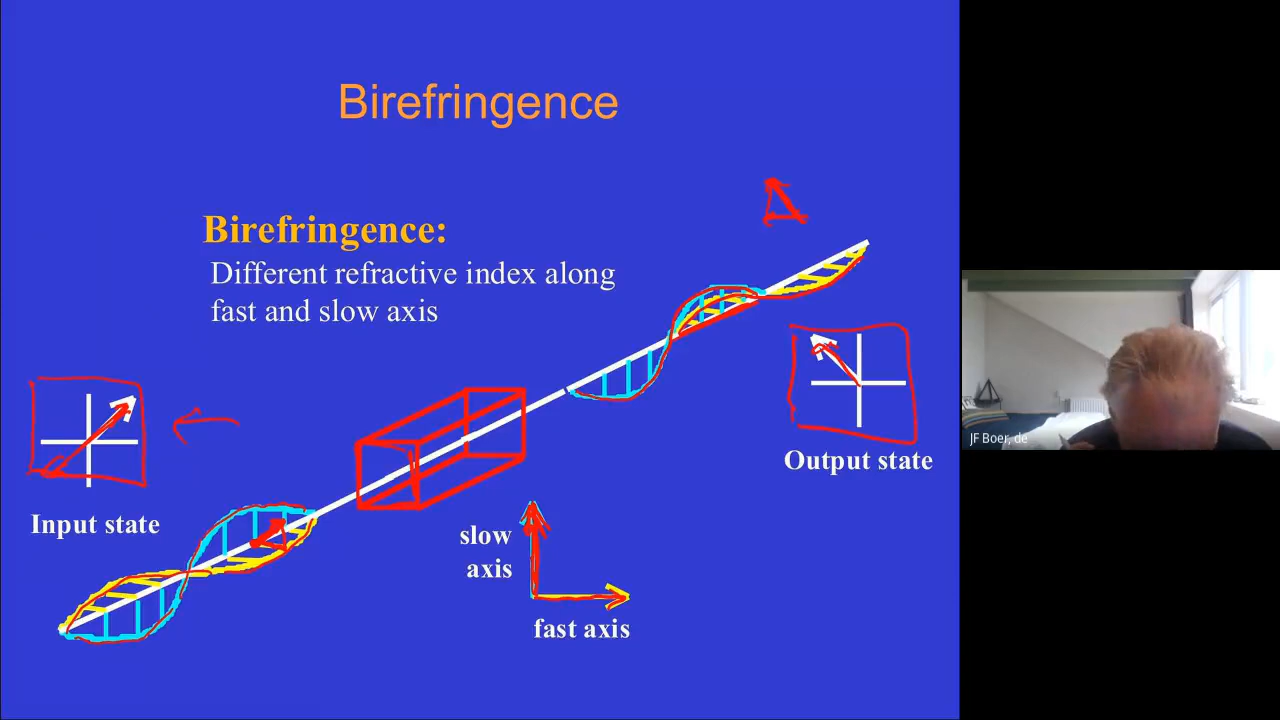 Birefringence
Birefringence:
Different refractive index along
fast and slow axis
Input state
slow
axis
fast axis
Output state
JF Boer, de